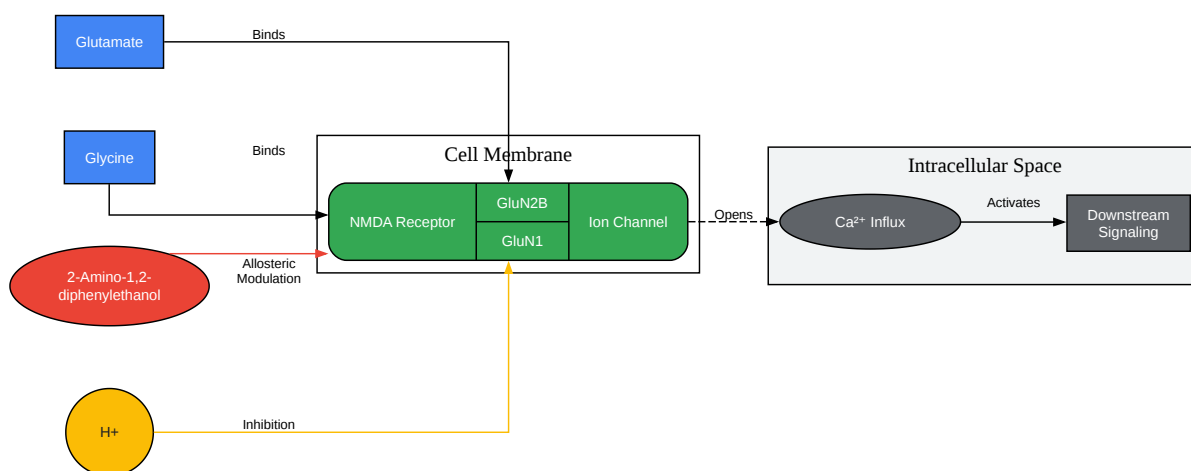 Glutamate
Binds
Glycine
Binds
Cell Membrane
NMDA Receptor
GluN2B
GluN1
Ion Channel
Opens
Intracellular Space
Ca²⁺ Influx
Activates
Downstream
Signaling
2-Amino-1,2-
diphenylethanol
Allosteric
Modulation
H+
Inhibition